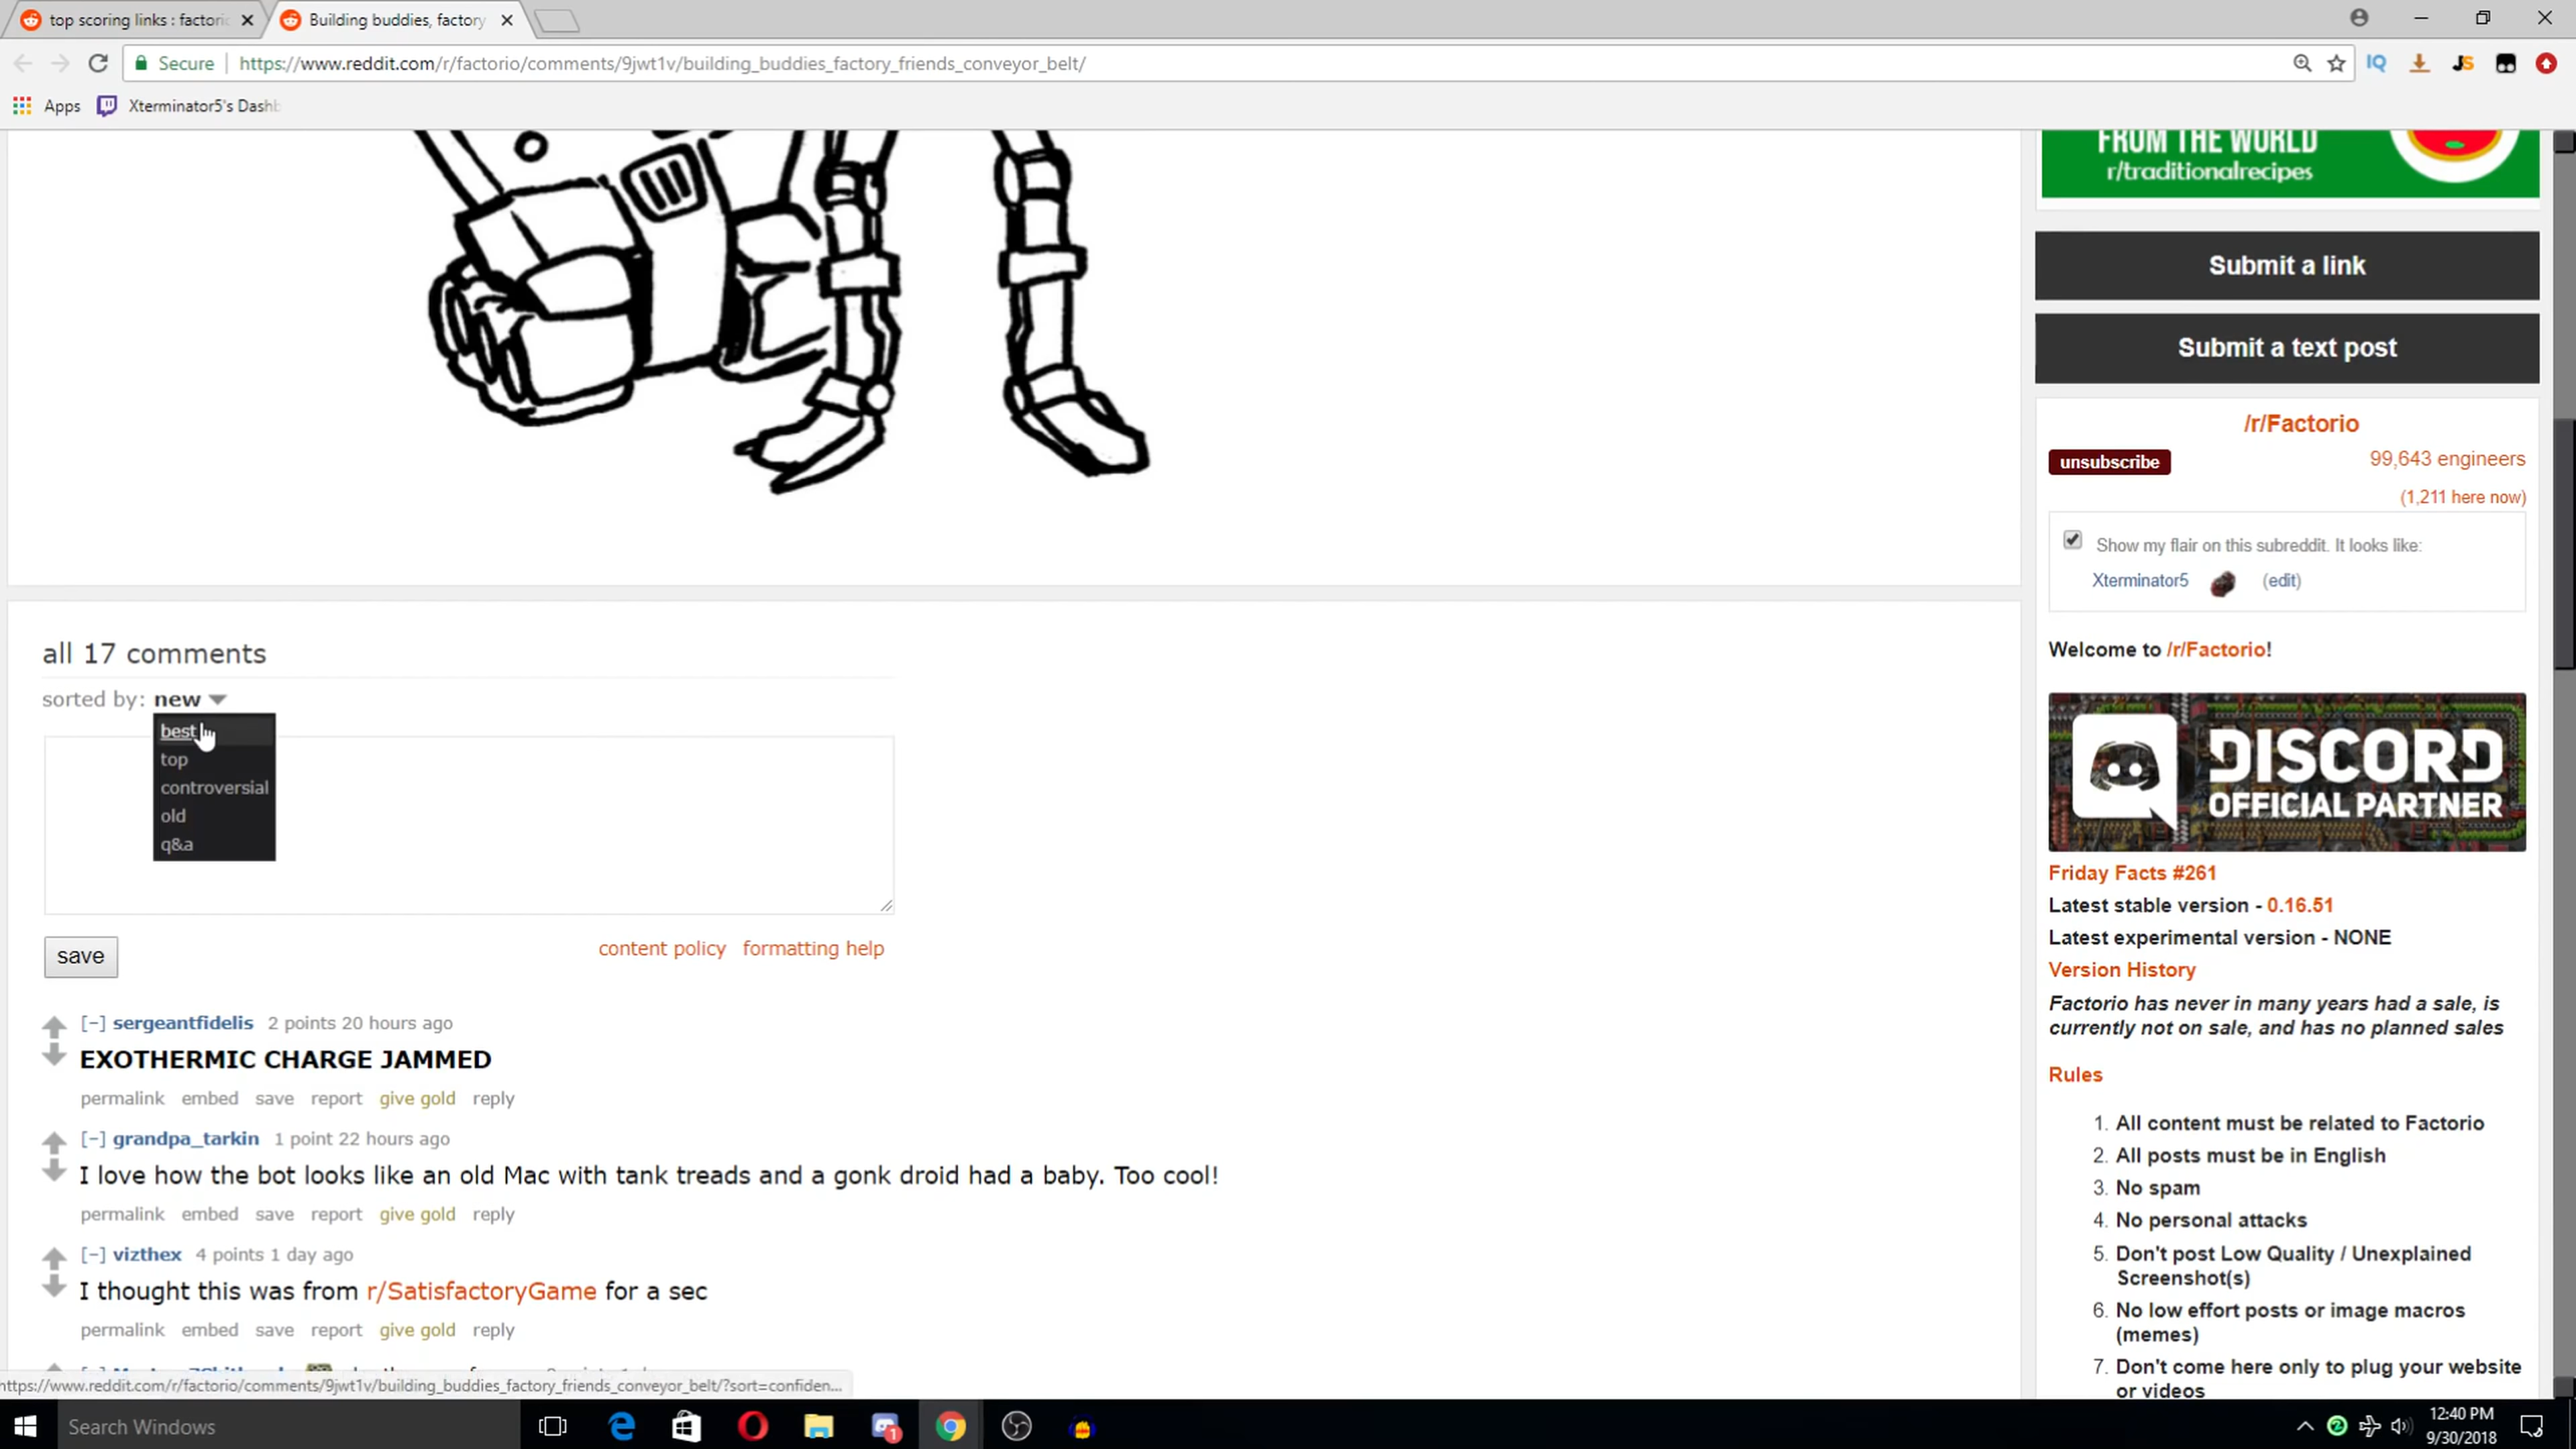 top scoring links : factorio
Building buddies, factory
Secure
https://www.reddit.com/r/factorio/comments/9jwt1v/building_buddies_factory_friends_conveyor_belt/
IQ
JS
Apps
Xterminator5's Dashb
FROM THE WORLD
r/traditionalrecipes
Submit a link
Submit a text post
/r/Factorio
unsubscribe
99,643 engineers
(1,211 here now)
Show my flair on this subreddit. It looks like:
Xterminator5 (edit)
Welcome to /r/Factorio!
DISCORD
OFFICIAL PARTNER
Friday Facts #261
Latest stable version - 0.16.51
Latest experimental version - NONE
Version History
Factorio has never in many years had a sale, is
currently not on sale, and has no planned sales
Rules
1. All content must be related to Factorio
2. All posts must be in English
3. No spam
4. No personal attacks
5. Don't post Low Quality / Unexplained
Screenshot(s)
6. No low effort posts or image macros
(memes)
7. Don't come here only to plug your website
or videos
all 17 comments
sorted by: new
best
top
controversial
old
q&a
save
content policy formatting help
[–] sergeantfidelis 2 points 20 hours ago
EXOTHERMIC CHARGE JAMMED
permalink embed save report give gold reply
[–] grandpa_tarkin 1 point 22 hours ago
I love how the bot looks like an old Mac with tank treads and a gonk droid had a baby. Too cool!
permalink embed save report give gold reply
[–] vizthex 4 points 1 day ago
I thought this was from r/SatisfactoryGame for a sec
permalink embed save report give gold reply
https://www.reddit.com/r/factorio/comments/9jwt1v/building_buddies_factory_friends_conveyor_belt/?sort=confiden...
Search Windows
1
2
12:40 PM
9/30/2018